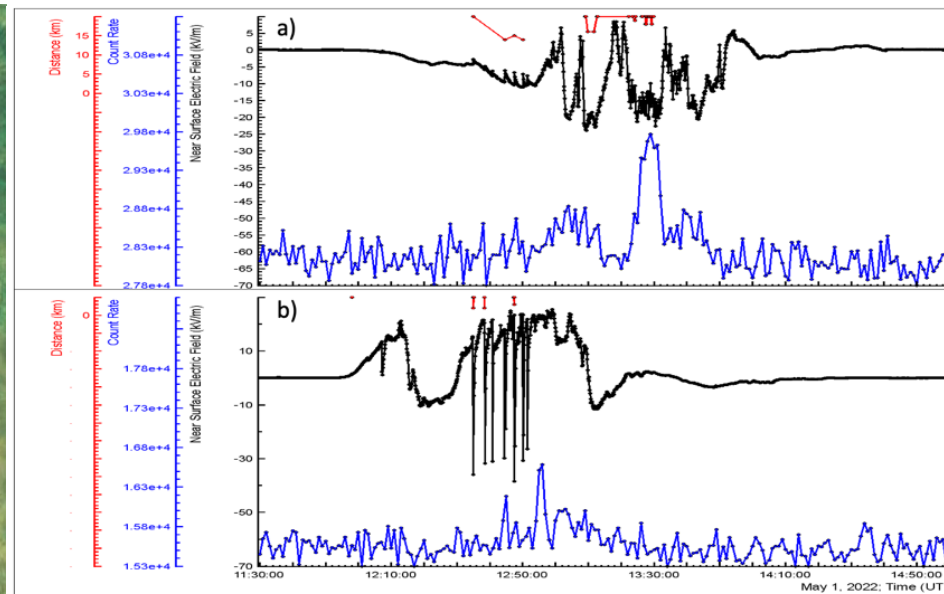 a)
Distance (km)
15
10
5
0
Count Rate
3.08e+4
3.03e+4
2.98e+4
2.93e+4
2.88e+4
2.83e+4
2.78e+4
Near Surface Electric Field (kV/m)
5
0
-5
-10
-15
-20
-25
-30
-35
-40
-45
-50
-55
-60
-65
-70
b)
Distance (km)
0
Count Rate
1.78e+4
1.73e+4
1.68e+4
1.63e+4
1.58e+4
1.53e+4
Near Surface Electric Field (kV/m)
10
-10
-30
-50
-70
11:30:00 12:10:00 12:50:00 13:30:00 14:10:00 14:50:00
May 1, 2022; Time (UT